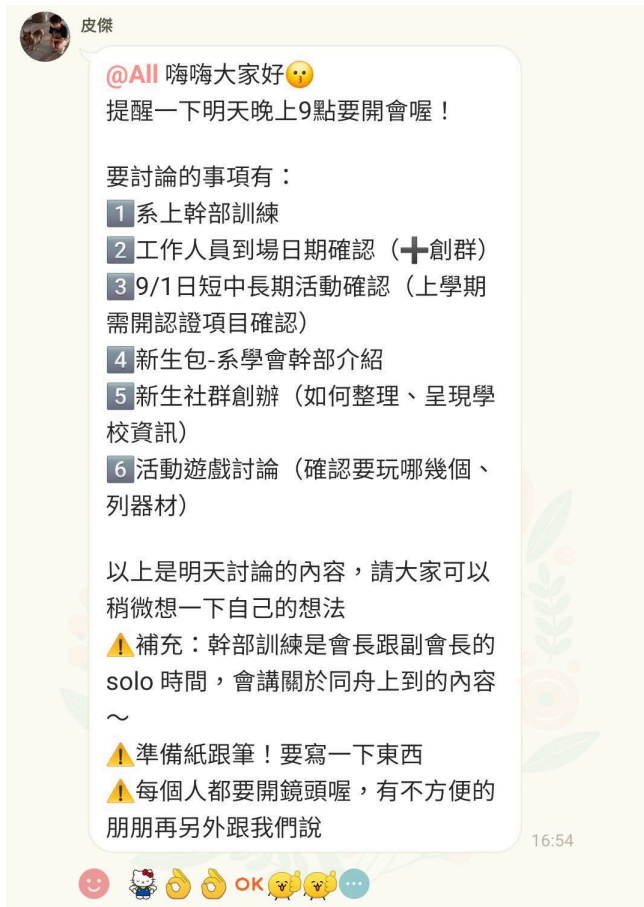 皮傑
@All 嗨嗨大家好😗
提醒一下明天晚上9點要開會喔！
要討論的事項有：
1️⃣系上幹部訓練
2️⃣工作人員到場日期確認（➕創群）
3️⃣9/1日短中長期活動確認（上學期
需開認證項目確認）
4️⃣新生包-系學會幹部介紹
5️⃣新生社群創辦（如何整理、呈現學
校資訊）
6️⃣活動遊戲討論（確認要玩哪幾個、
列器材）
以上是明天討論的內容，請大家可以
稍微想一下自己的想法
⚠️補充：幹部訓練是會長跟副會長的
solo 時間，會講關於同舟上到的內容
～
⚠️準備紙跟筆！要寫一下東西
⚠️每個人都要開鏡頭喔，有不方便的
朋朋再另外跟我們說
16:54
OK